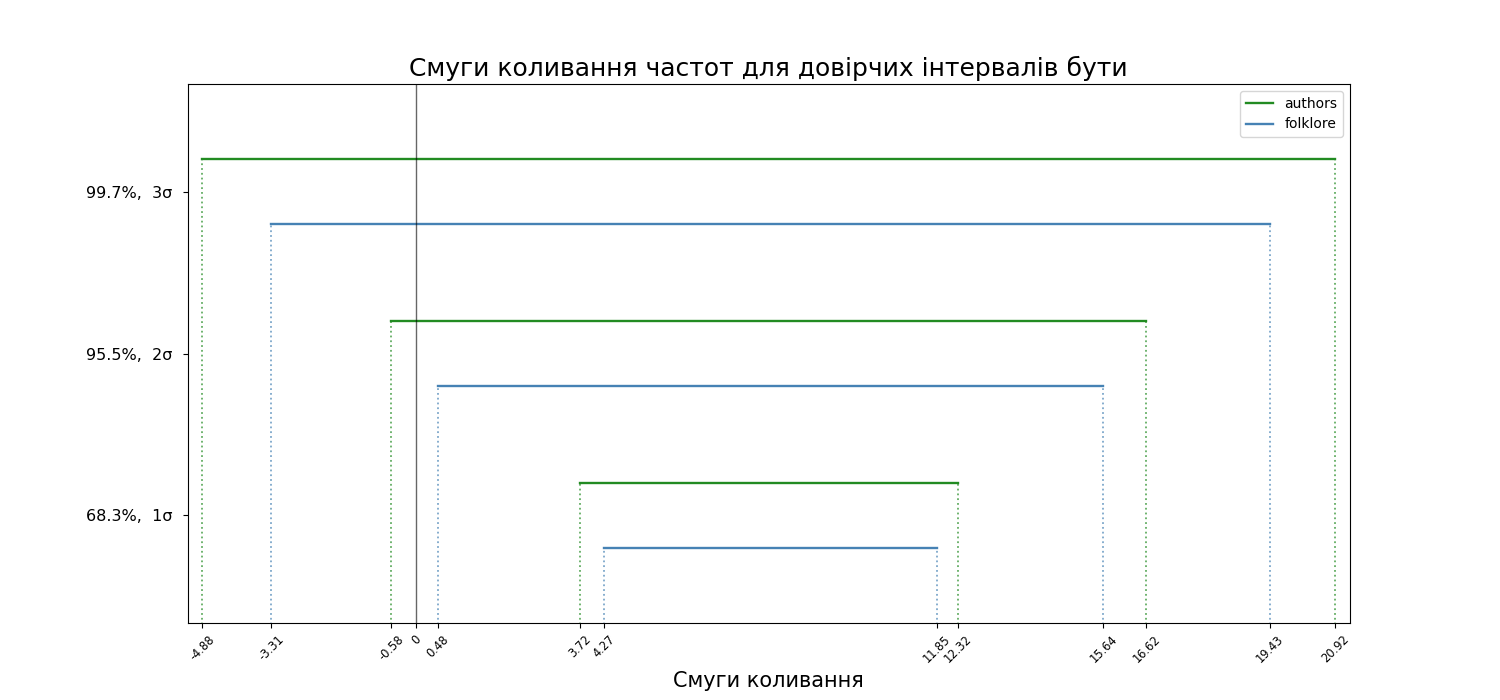 Смуги коливання частот для довірчих інтервалів бути
authors
folklore
99.7%, 3σ
95.5%, 2σ
68.3%, 1σ
-4.88 -3.31 -0.58 0 0.48 3.72 4.27 11.85 12.32 15.64 16.62 19.43 20.92
Смуги коливання